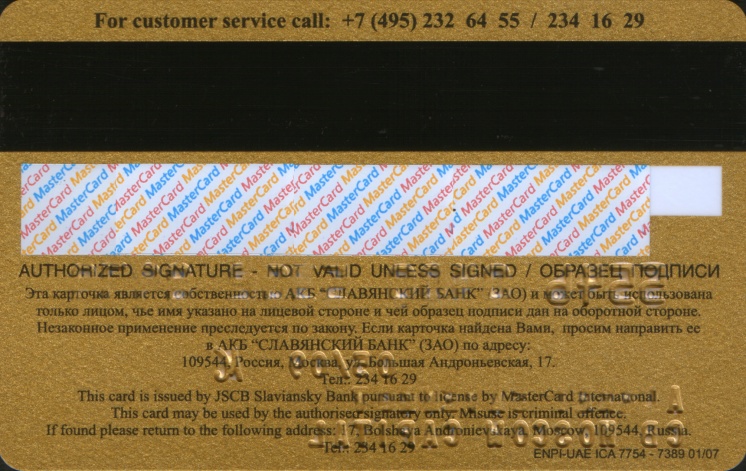 For customer service call: +7 (495) 232 64 55 / 234 16 29
MasterCard MasterCard MasterCard MasterCard
AUTHORIZED SIGNATURE - NOT VALID UNLESS SIGNED / ОБРАЗЕЦ ПОДПИСИ
Эта карточка является собственностью АКБ “СЛАВЯНСКИЙ БАНК” (ЗАО) и может быть использована
только лицом, чье имя указано на лицевой стороне и чей образец подписи дан на оборотной стороне.
Незаконное применение преследуется по закону. Если карточка найдена Вами, просим направить ее
в АКБ “СЛАВЯНСКИЙ БАНК” (ЗАО) по адресу:
109544, Россия, Москва, ул. Большая Андроньевская, 17.
Тел.: 234 16 29
This card is issued by JSCB Slaviansky Bank pursuant to license by MasterCard International.
This card may be used by the authoriser signatery only. Misuse is criminal offence.
If found please return to the following address: 17, Bolshaya Andronievskaya, Moscow, 109544, Russia.
Tel.: 234 16 29
ENPI-UAE ICA 7754 - 7389 01/07